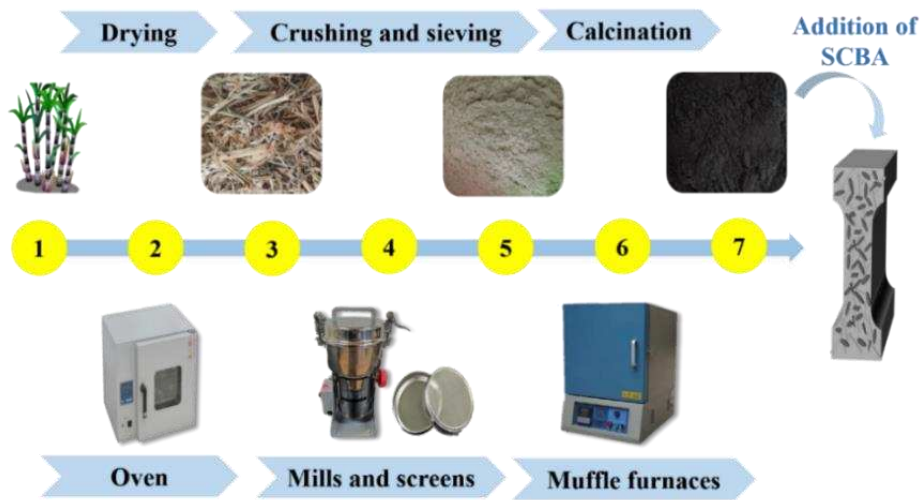 Drying
Crushing and sieving
Calcination
Addition of
SCBA
1
2
3
4
5
6
7
Oven
Mills and screens
Muffle furnaces